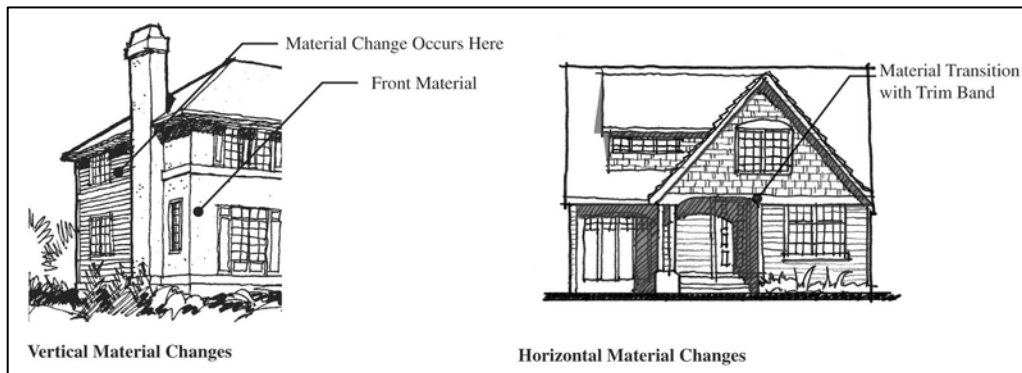 Material Change Occurs Here
Front Material
Material Transition
with Trim Band
Vertical Material Changes
Horizontal Material Changes